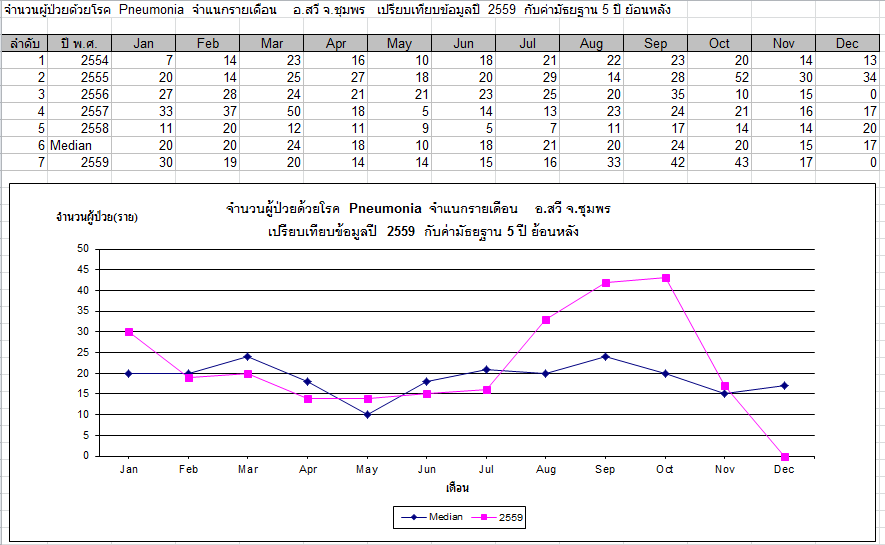 จำนวนผู้ป่วยด้วยโรค Pneumonia จำแนกรายเดือน อ.สวี จ.ชุมพร เปรียบเทียบข้อมูลปี 2559 กับค่ามัธยฐาน 5 ปี ย้อนหลัง
ลำดับ ปี พ.ศ. Jan Feb Mar Apr May Jun Jul Aug Sep Oct Nov Dec
1 2554 7 14 23 16 10 18 21 22 23 20 14 13
2 2555 20 14 25 27 18 20 29 14 28 52 30 34
3 2556 27 28 24 21 21 23 25 20 35 10 15 0
4 2557 33 37 50 18 5 14 13 23 24 21 16 17
5 2558 11 20 12 11 9 5 7 11 17 14 14 20
6 Median 20 20 24 18 10 18 21 20 24 20 15 17
7 2559 30 19 20 14 14 15 16 33 42 43 17 0
จำนวนผู้ป่วยด้วยโรค Pneumonia จำแนกรายเดือน อ.สวี จ.ชุมพร
เปรียบเทียบข้อมูลปี 2559 กับค่ามัธยฐาน 5 ปี ย้อนหลัง
จำนวนผู้ป่วย(ราย)
50
45
40
35
30
25
20
15
10
5
0
Jan Feb Mar Apr May Jun Jul Aug Sep Oct Nov Dec
เดือน
Median 2559